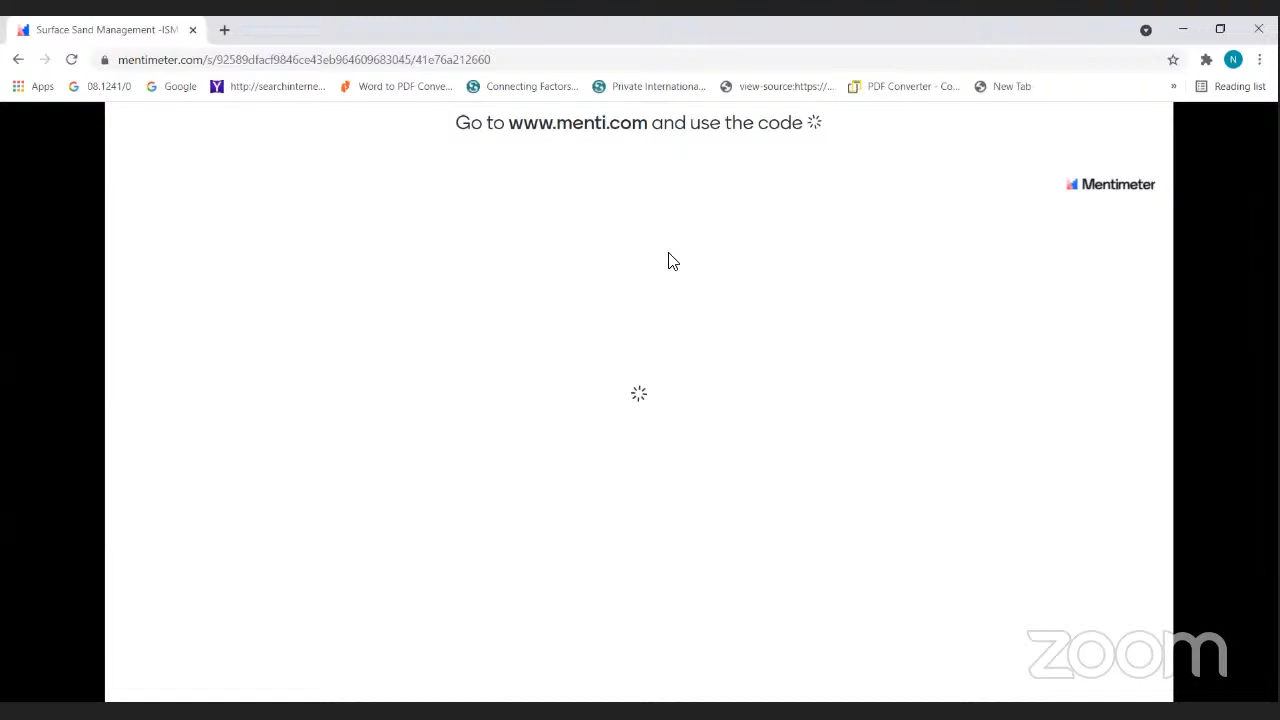 Surface Sand Management -ISM
mentimeter.com/s/92589dfacf9846ce43eb964609683045/41e76a212660
N
Apps 08.1241/0 Google http://searchinterne... Word to PDF Conve... Connecting Factors... Private Internationa... view-source:https://... PDF Converter - Co... New Tab » Reading list
Go to www.menti.com and use the code
Mentimeter
zoom